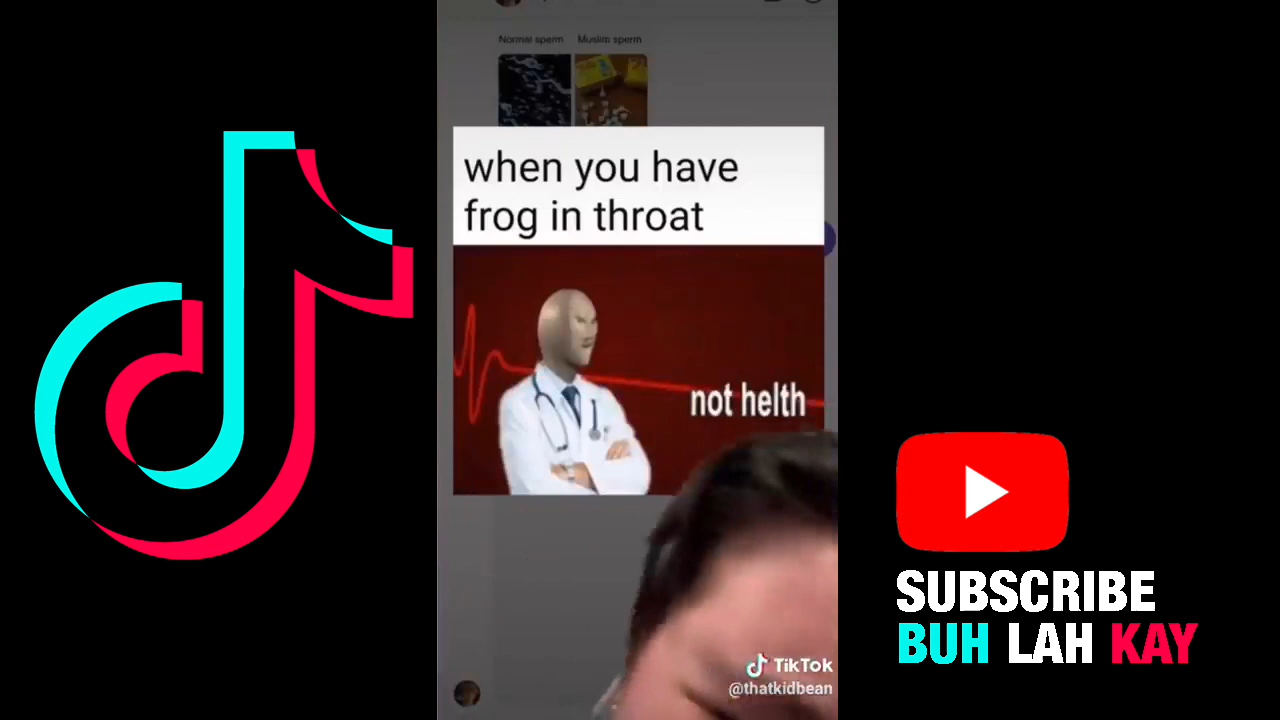 Normal sperm Muslim sperm
when you have
frog in throat
not helth
TikTok
@thatkidbean
SUBSCRIBE
BUH LAH KAY